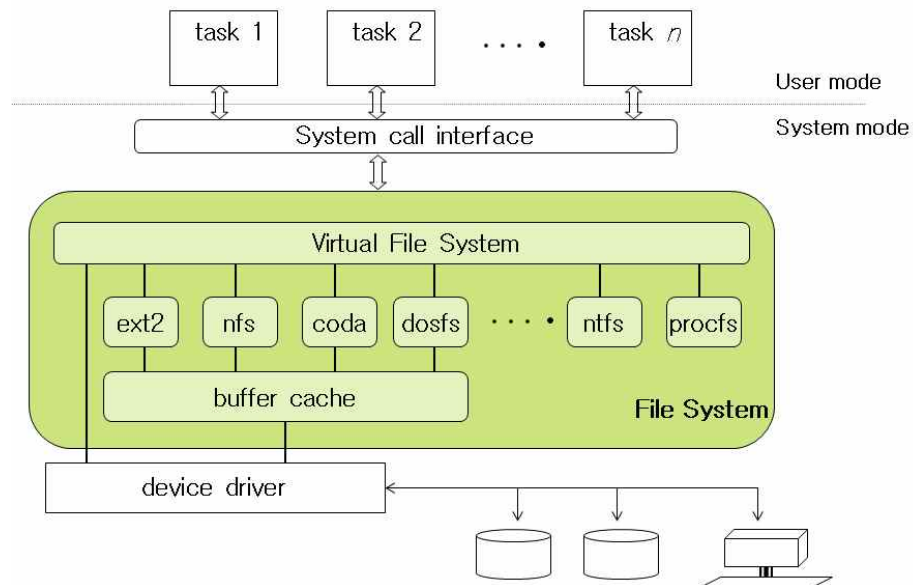 task 1
task 2
· · · · •
task n
User mode
System call interface
System mode
Virtual File System
ext2
nfs
coda
dosfs
· · · · •
ntfs
procfs
buffer cache
File System
device driver